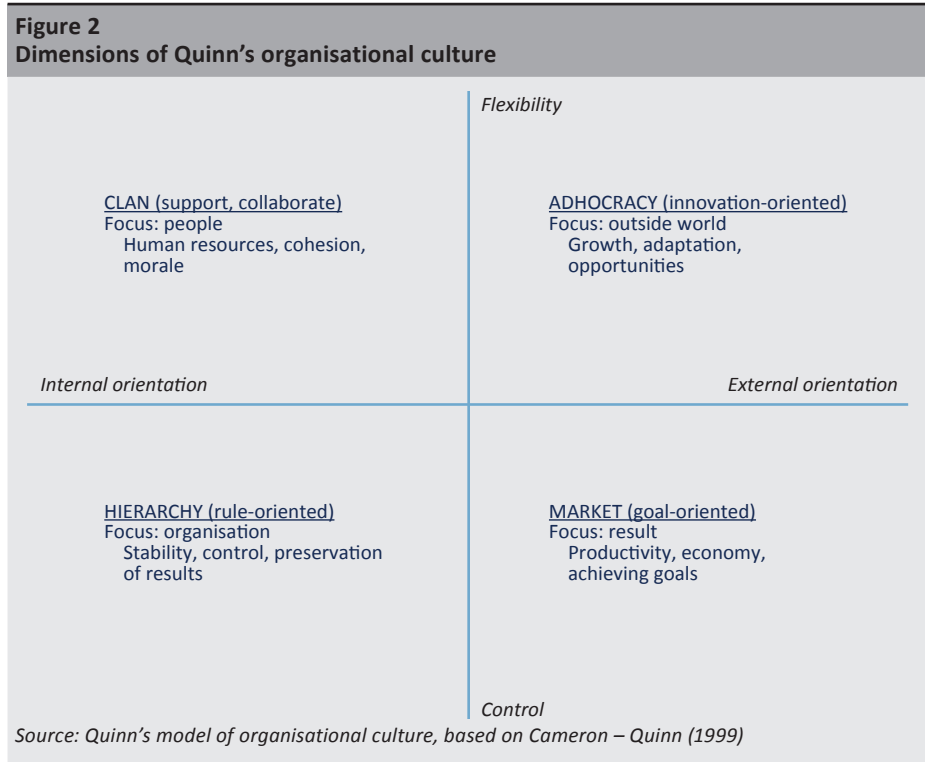 Figure 2
Dimensions of Quinn's organisational culture
Flexibility
CLAN (support, collaborate)
Focus: people
Human resources, cohesion,
morale
ADHOCRACY (innovation-oriented)
Focus: outside world
Growth, adaptation,
opportunities
Internal orientation
External orientation
HIERARCHY (rule-oriented)
Focus: organisation
Stability, control, preservation
of results
MARKET (goal-oriented)
Focus: result
Productivity, economy,
achieving goals
Control
Source: Quinn's model of organisational culture, based on Cameron – Quinn (1999)